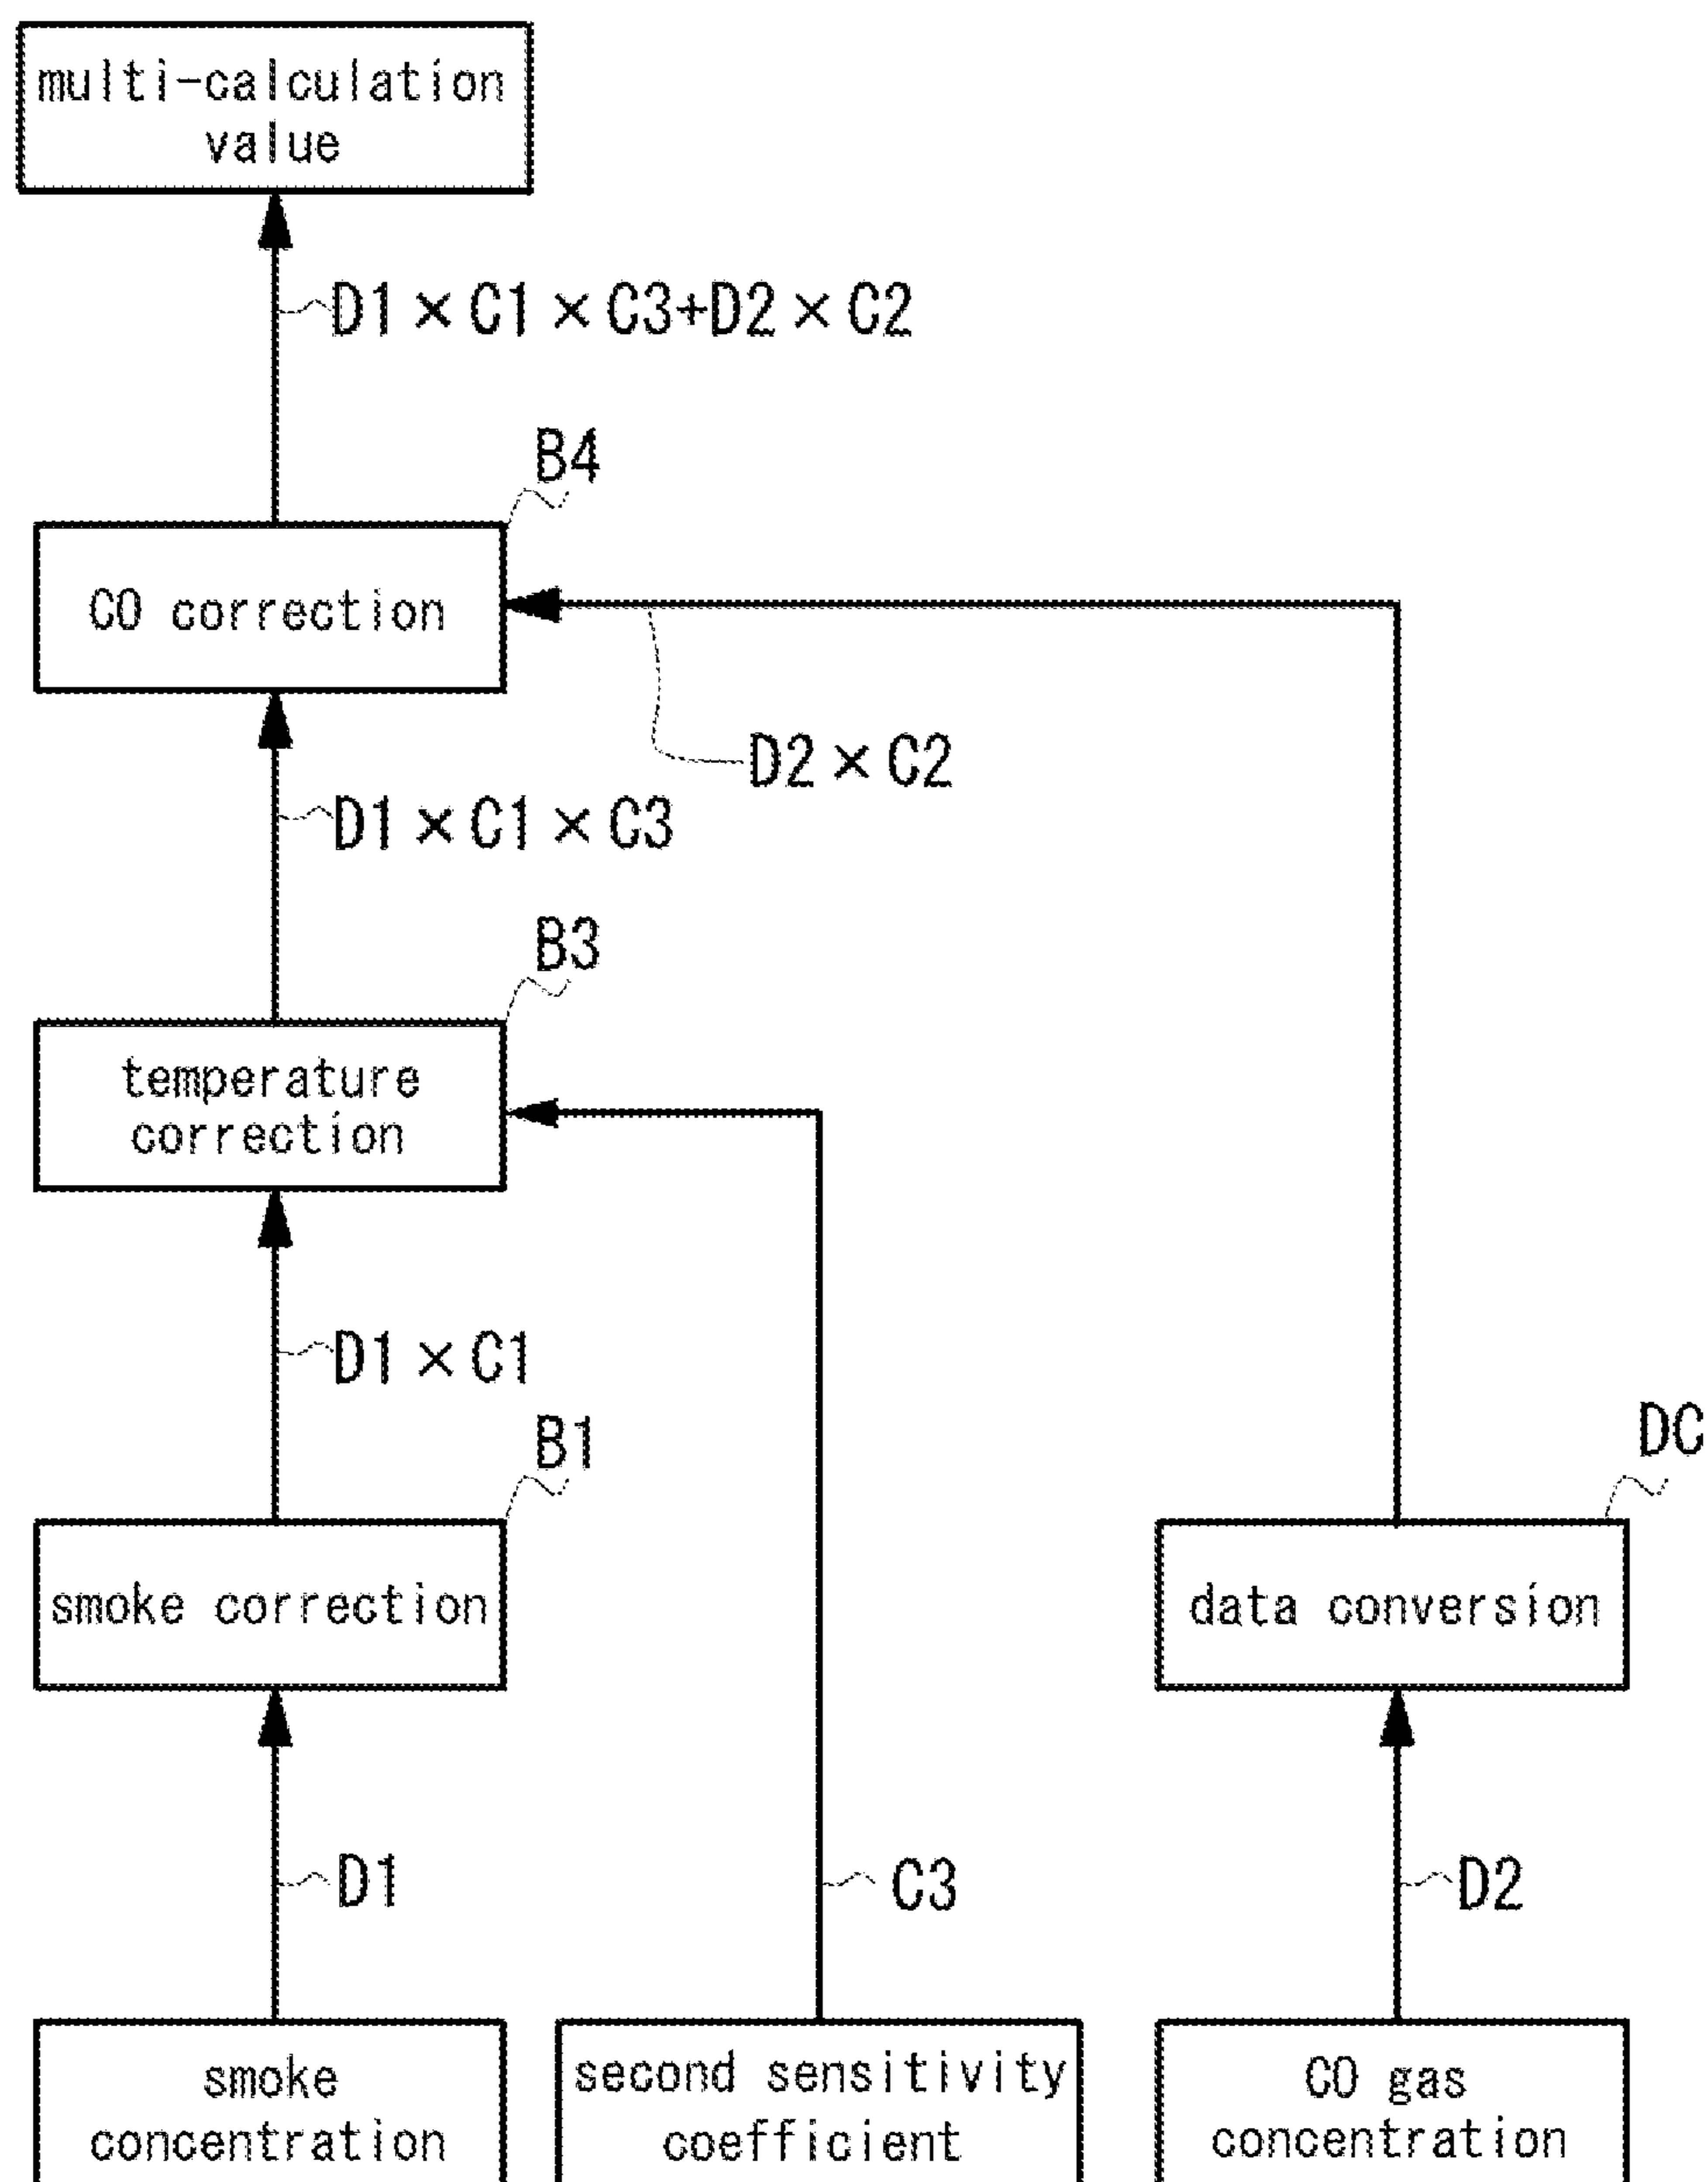 multi-calculation
value
D1×C1×C3+D2×C2
B4
CO correction
D2×C2
D1×C1×C3
B3
temperature
correction
D1×C1
B1
DC
smoke correction
data conversion
D1
C3
D2
smoke
concentration
second sensitivity
coefficient
CO gas
concentration